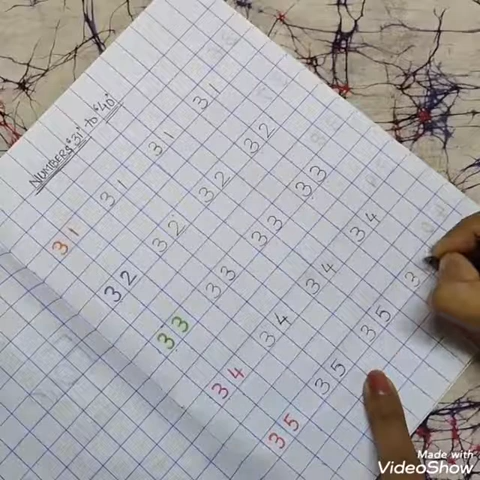 NUMBERS "31" to "40"
31 31 31 31
32 32 32 32
33 33 33 33
34 34 34 34
35 35 35 3
Made with
VideoShow